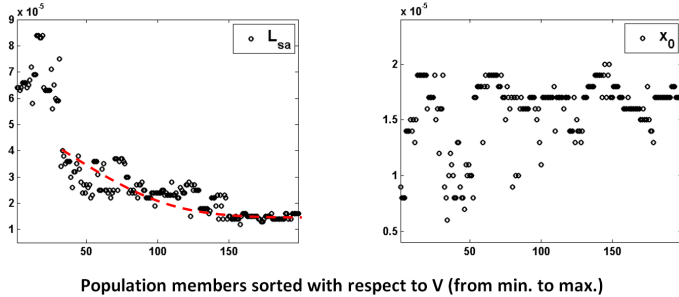 9 x 10⁻⁵
8
7
6
5
4
3
2
1
50 100 150
L_sa
x 10⁻⁵
2
1.5
1
0.5
50 100 150
x_0
Population members sorted with respect to V (from min. to max.)